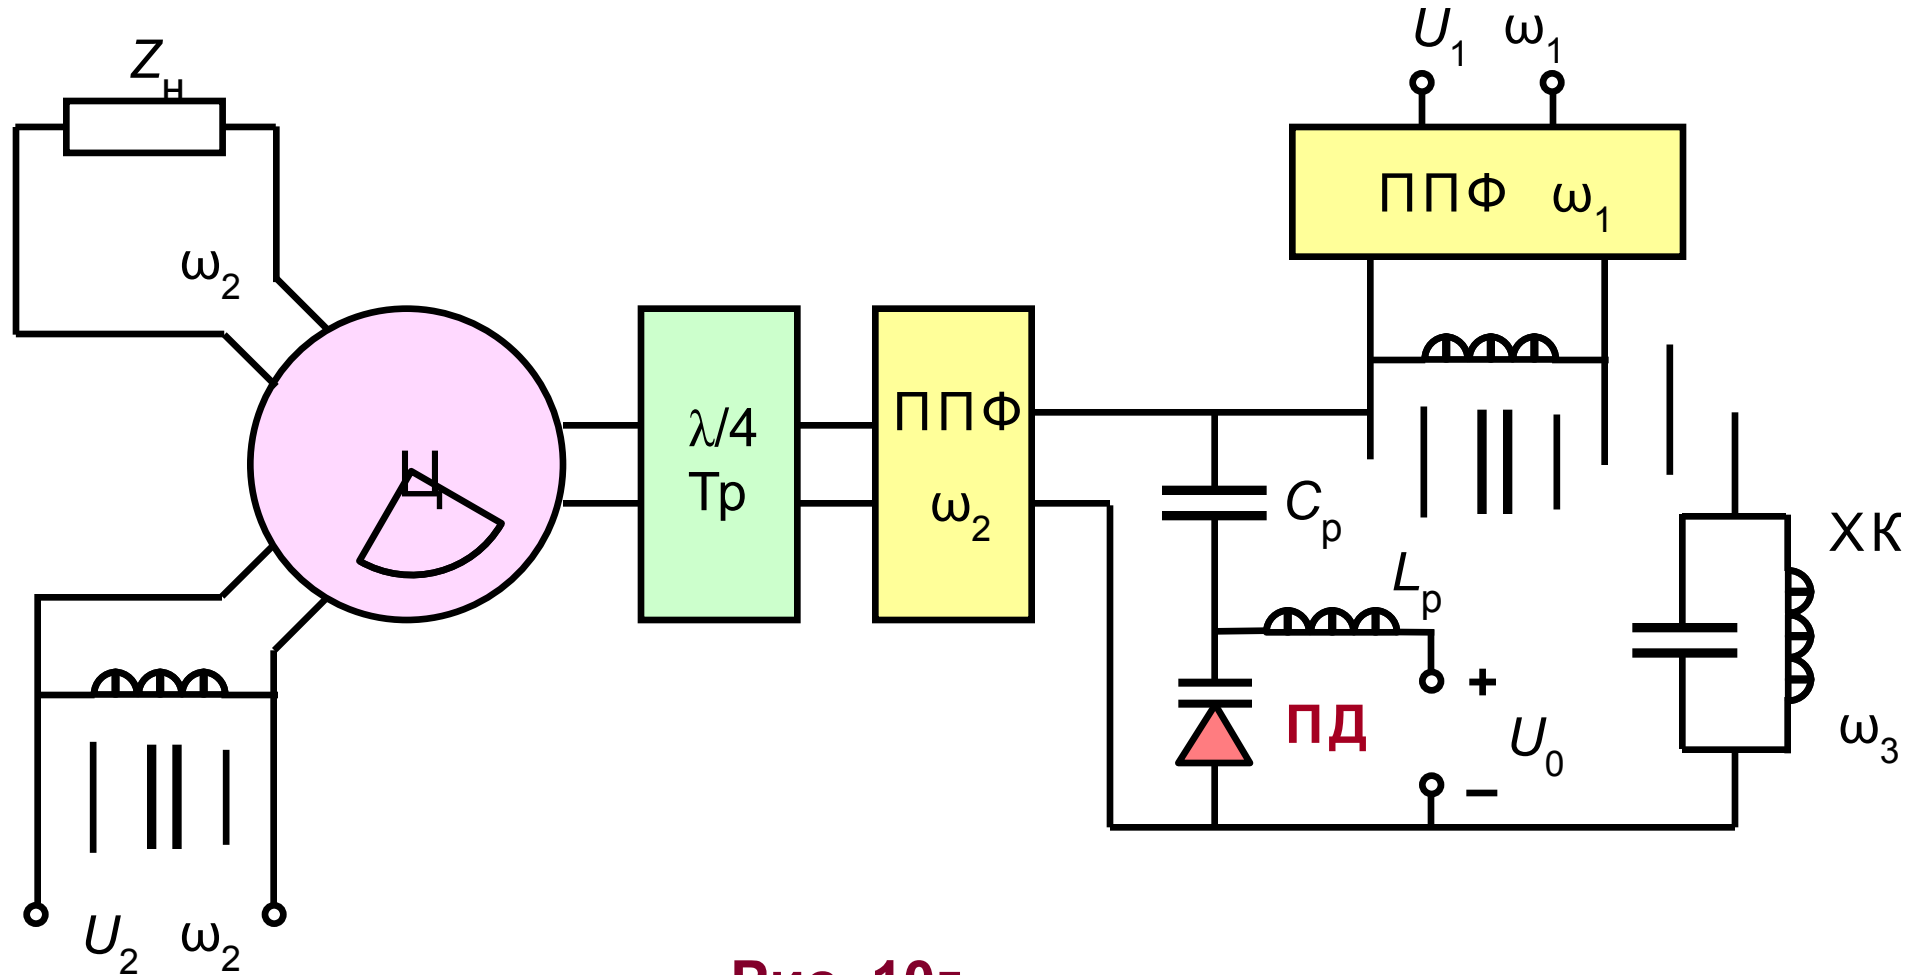 U1 ω1
Zн
ППФ ω1
ω2
λ/4
Тр
ППФ
ω2
Cр
Lр
ХК
+
ПД
U0
−
ω3
U2 ω2